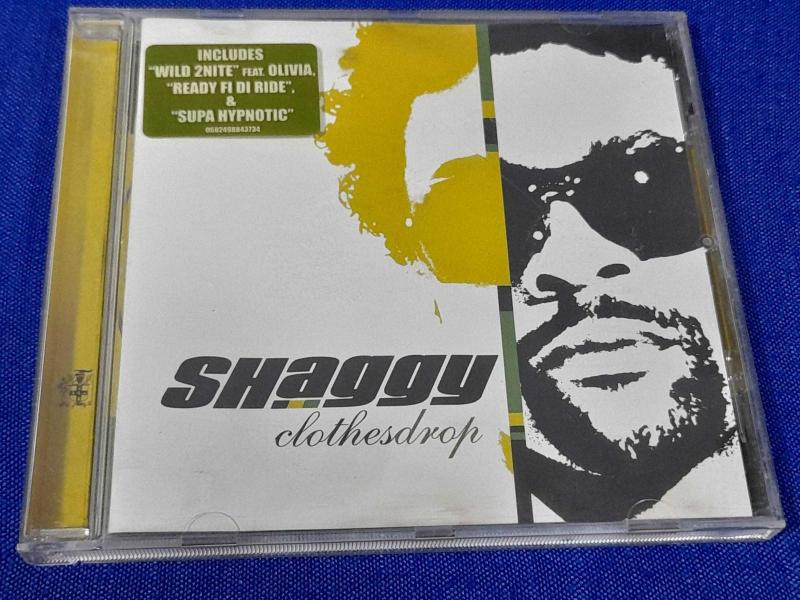 INCLUDES
"WILD 2NITE" FEAT. OLIVIA,
"READY FI DI RIDE",
&
"SUPA HYPNOTIC"
0602498843734
SHaggy
clothesdrop